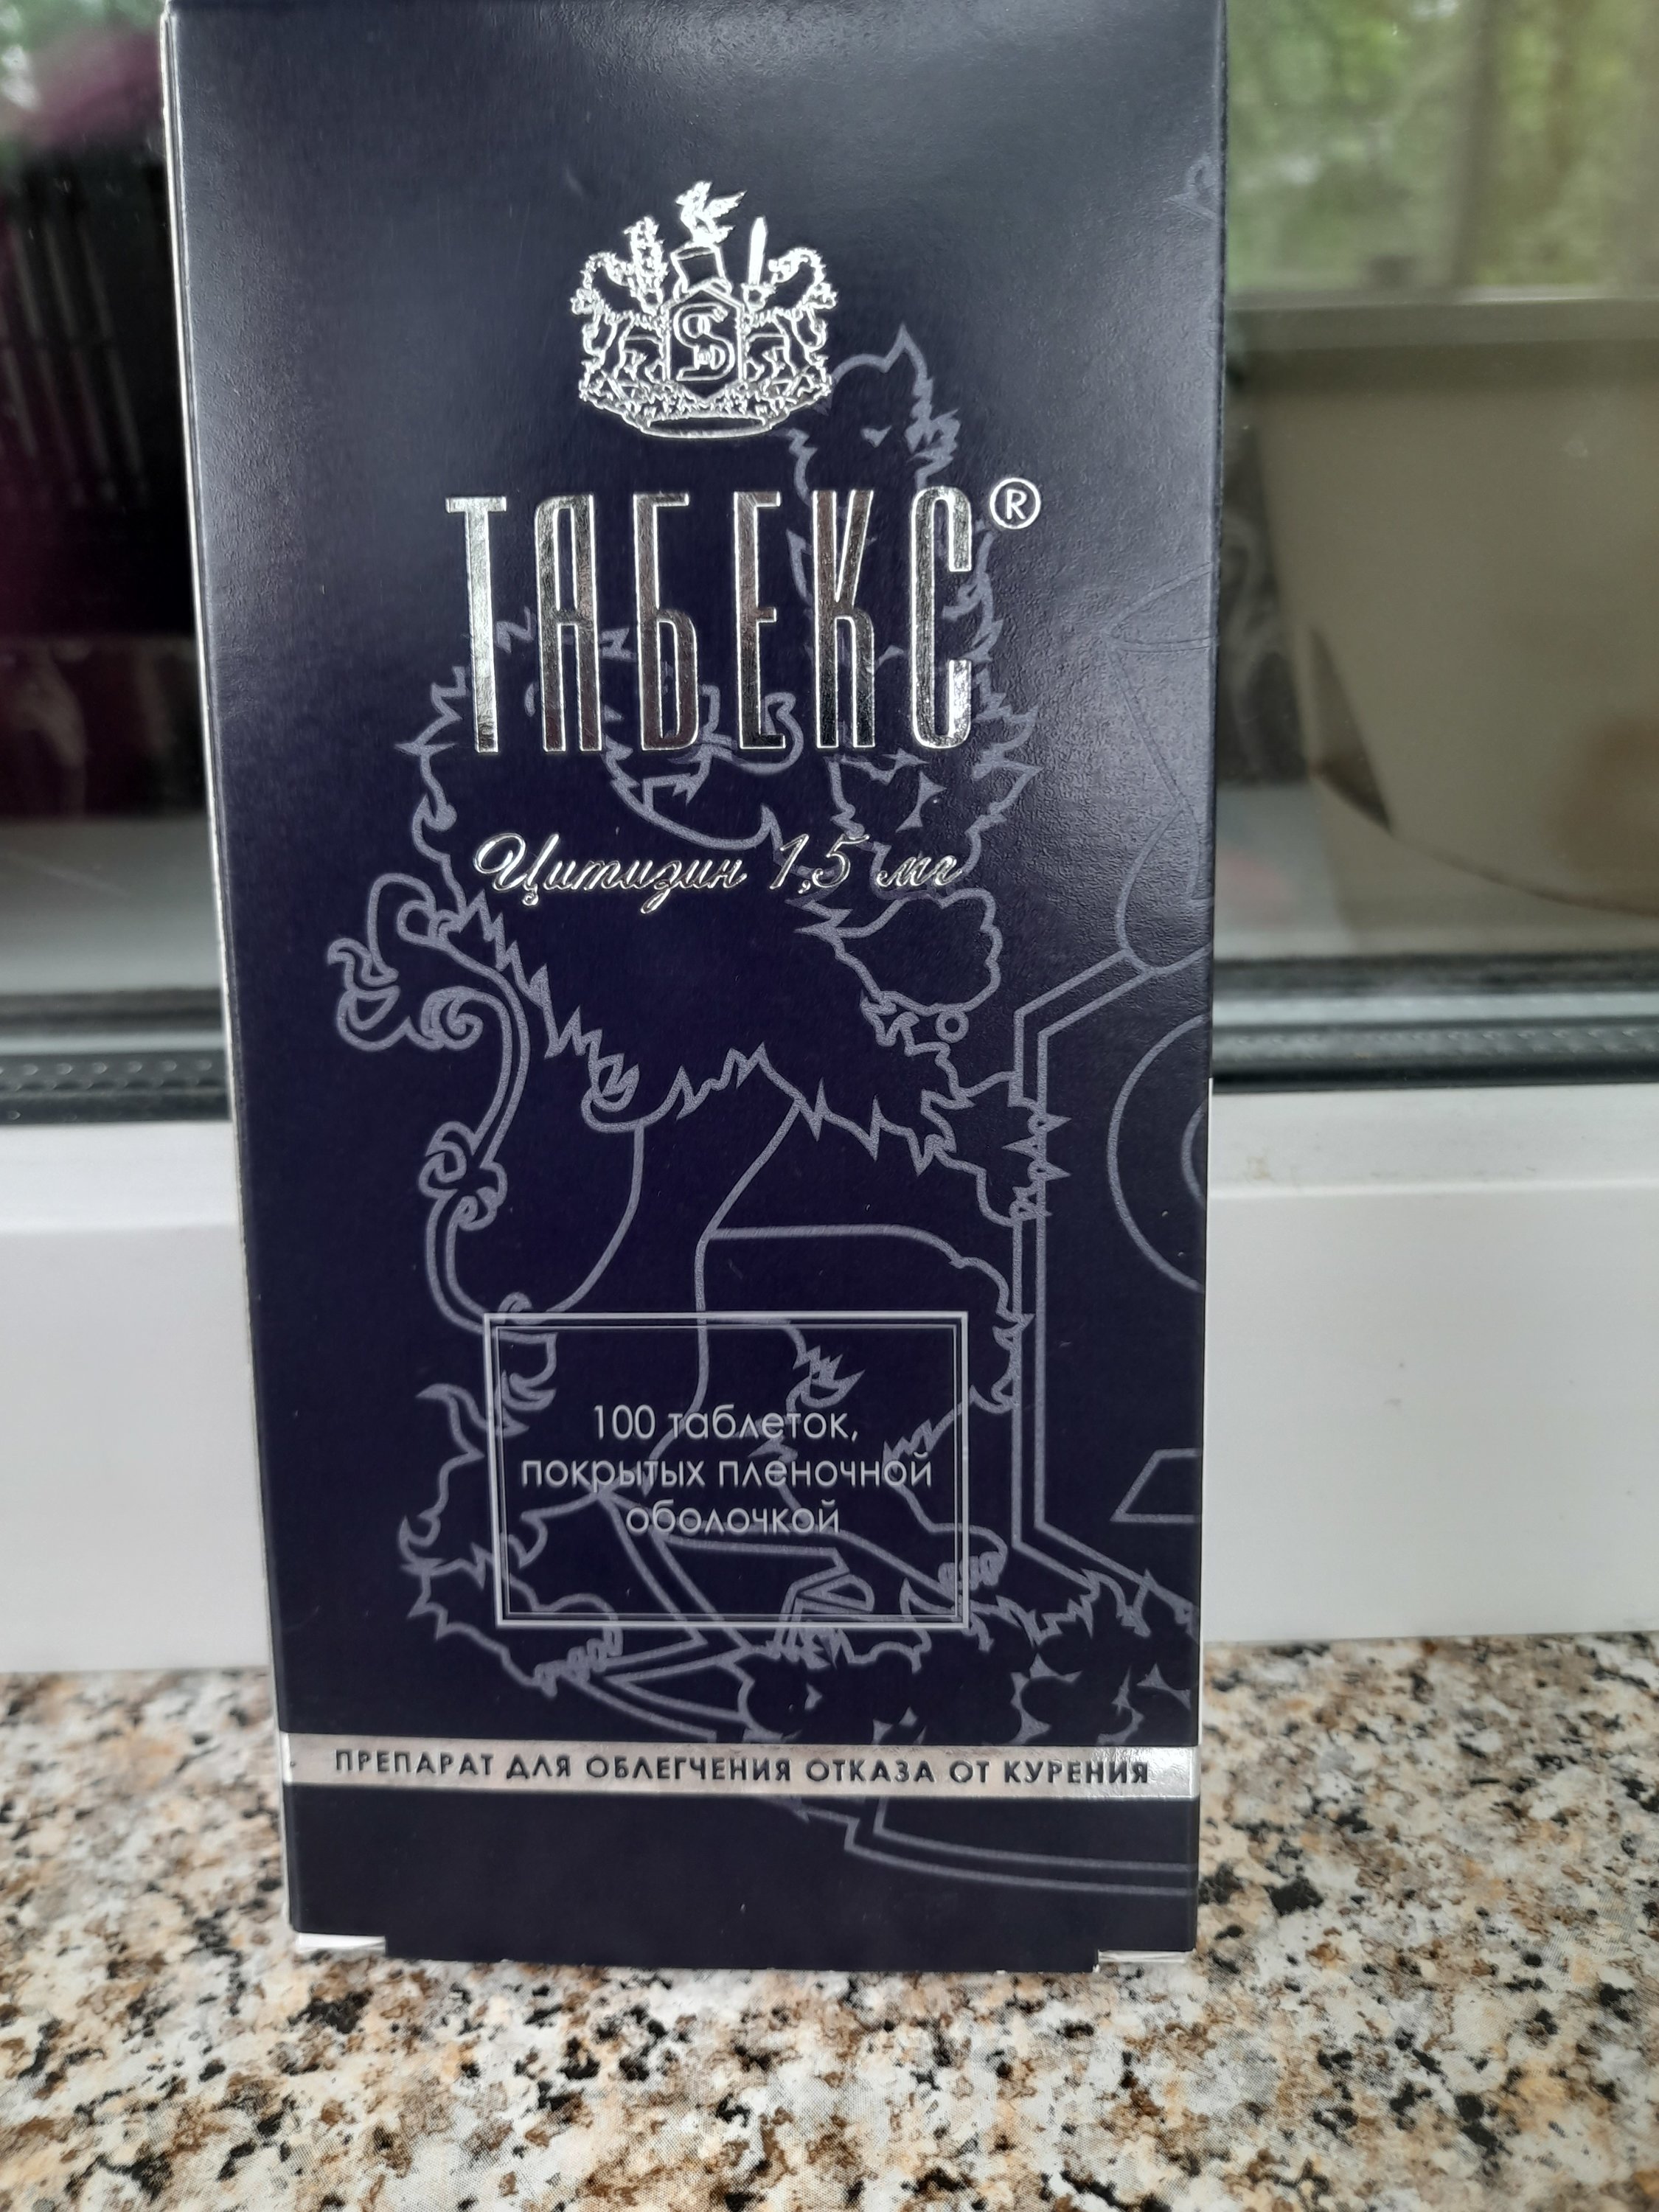 ТАБЕКС®
Цитизин 1,5 мг
100 таблеток,
покрытых пленочной
оболочкой
ПРЕПАРАТ ДЛЯ ОБЛЕГЧЕНИЯ ОТКАЗА ОТ КУРЕНИЯ